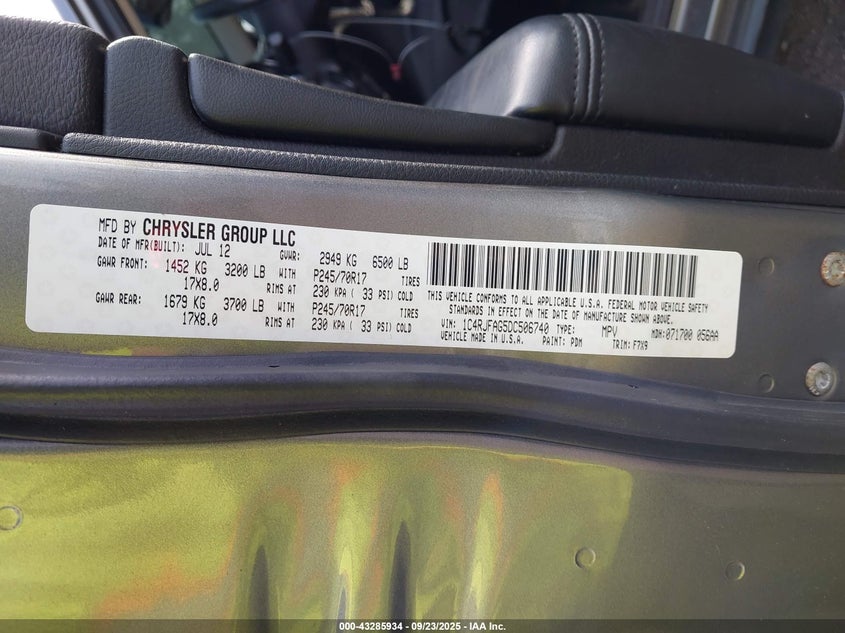 MFD BY CHRYSLER GROUP LLC
DATE OF MFR(BUILT): JUL 12 GVWR: 2949 KG 6500 LB
GAWR FRONT: 1452 KG 3200 LB WITH P245/70R17 TIRES
17X8.0 RIMS AT 230 KPA ( 33 PSI) COLD
GAWR REAR: 1679 KG 3700 LB WITH P245/70R17 TIRES
17X8.0 RIMS AT 230 KPA ( 33 PSI) COLD
THIS VEHICLE CONFORMS TO ALL APPLICABLE U.S.A. FEDERAL MOTOR VEHICLE SAFETY
STANDARDS IN EFFECT ON THE DATE OF MANUFACTURE SHOWN ABOVE.
VIN: 1C4RJFAG5DC506740 TYPE: MPV MDH:071700 056AA
VEHICLE MADE IN U.S.A. PAINT: PDM TRIM: F7X9
000-43285934 - 09/23/2025 - IAA Inc.